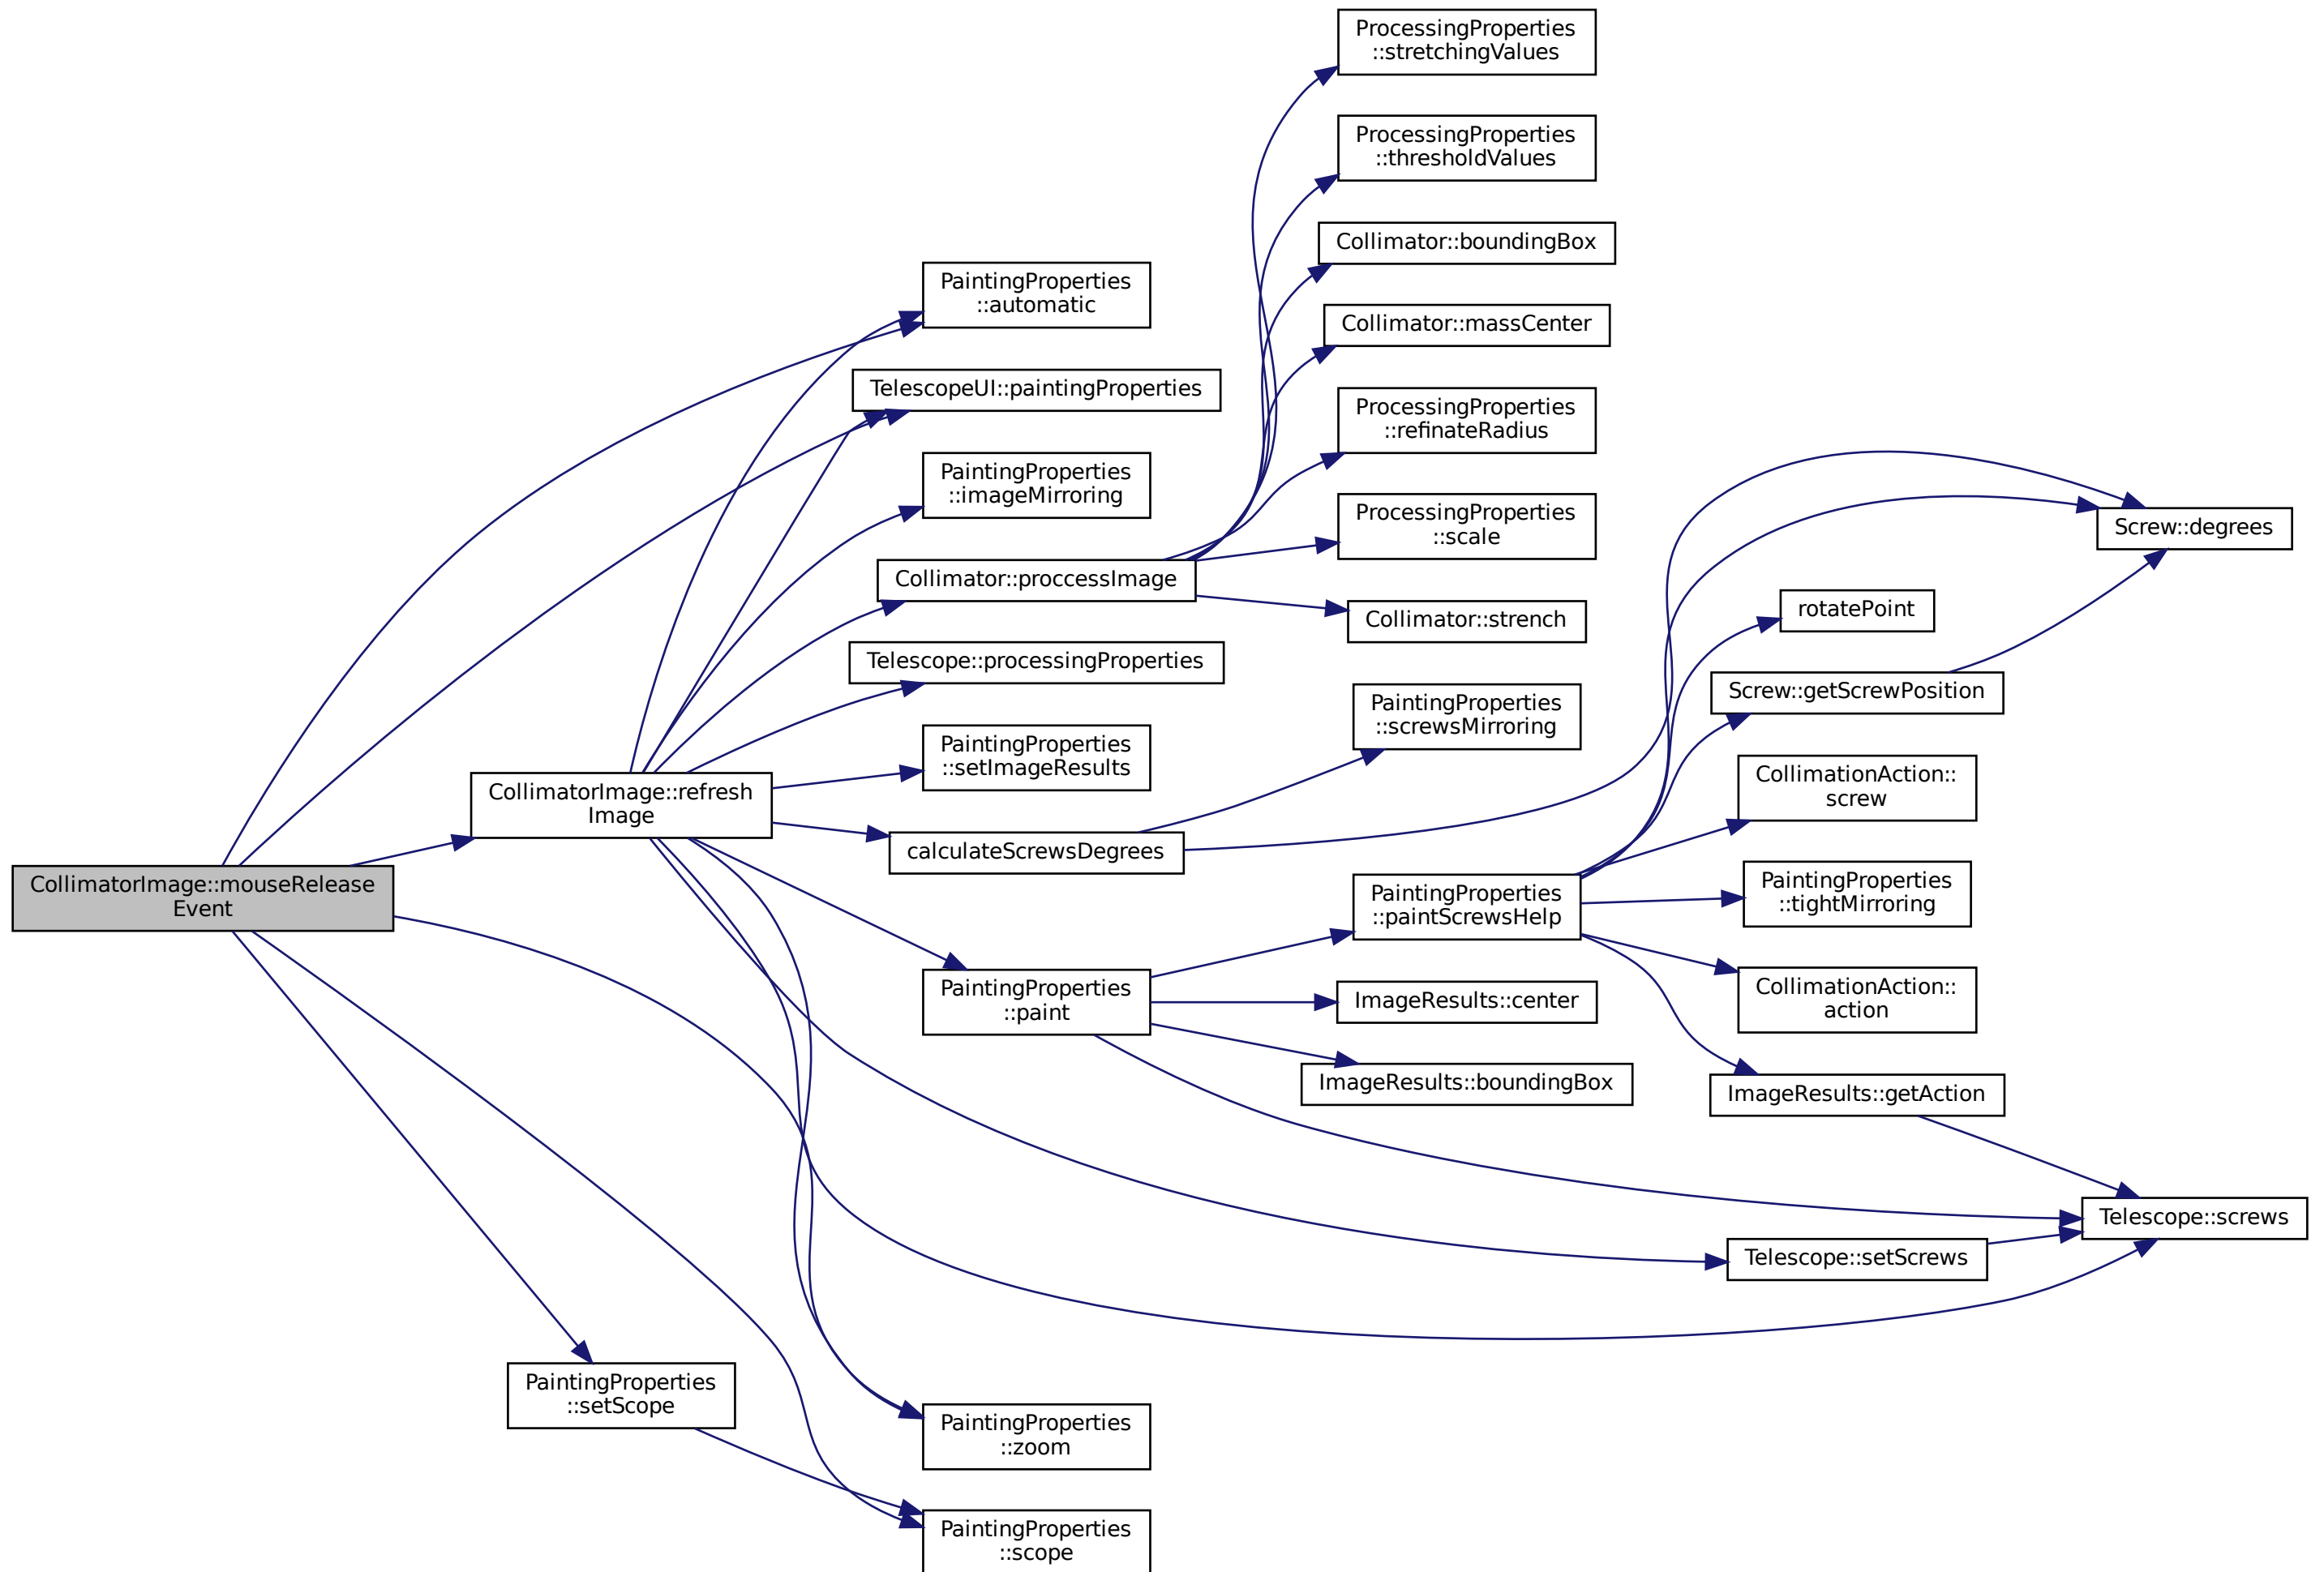 ProcessingProperties
::stretchingValues
ProcessingProperties
::thresholdValues
Collimator::boundingBox
PaintingProperties
::automatic
Collimator::massCenter
TelescopeUI::paintingProperties
ProcessingProperties
::refinateRadius
PaintingProperties
::imageMirroring
ProcessingProperties
::scale
Screw::degrees
Collimator::proccessImage
rotatePoint
Collimator::strench
Telescope::processingProperties
Screw::getScrewPosition
PaintingProperties
::screwsMirroring
PaintingProperties
::setImageResults
CollimationAction::
screw
CollimatorImage::refresh
Image
calculateScrewsDegrees
CollimatorImage::mouseRelease
Event
PaintingProperties
::paintScrewsHelp
PaintingProperties
::tightMirroring
PaintingProperties
::paint
ImageResults::center
CollimationAction::
action
ImageResults::boundingBox
ImageResults::getAction
Telescope::screws
Telescope::setScrews
PaintingProperties
::setScope
PaintingProperties
::zoom
PaintingProperties
::scope